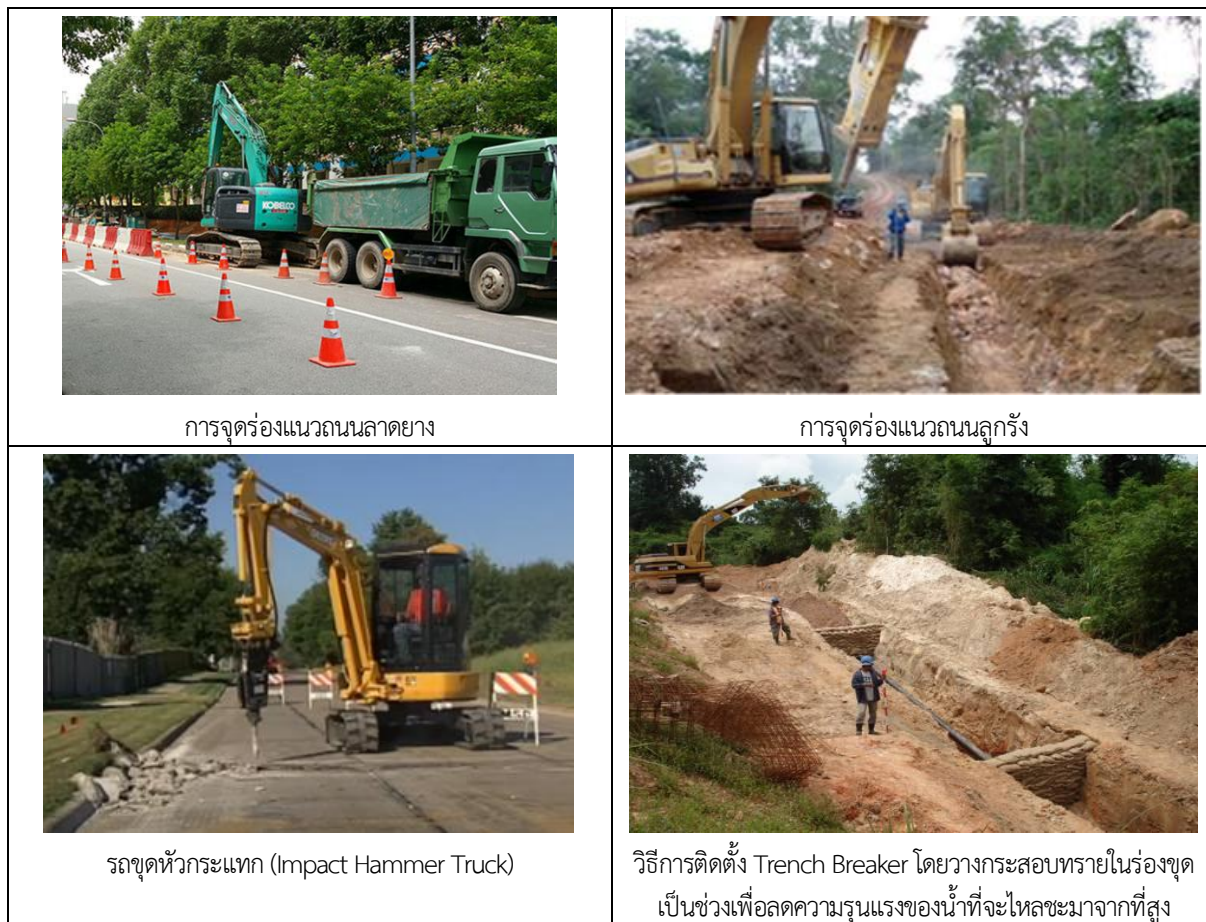 KOBELCO
การจุดร่องแนวถนนลาดยาง
การจุดร่องแนวถนนลูกรัง
รถขุดหัวกระแทก (Impact Hammer Truck)
วิธีการติดตั้ง Trench Breaker โดยวางกระสอบทรายในร่องขุด
เป็นช่วงเพื่อลดความรุนแรงของน้ำที่จะไหลชะมาจากที่สูง